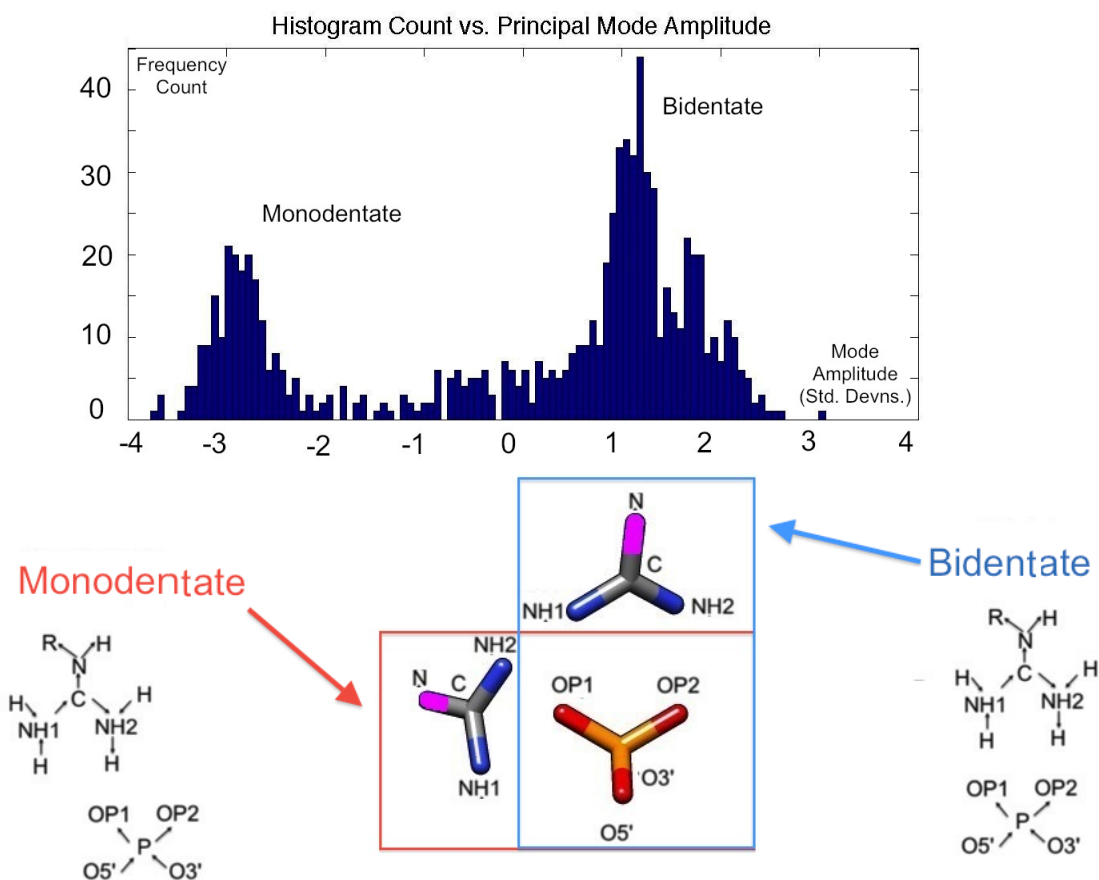 Histogram Count vs. Principal Mode Amplitude
Frequency
Count
40
30
20
10
0
Monodentate
Bidentate
Mode
Amplitude
(Std. Devns.)
-4 -3 -2 -1 0 1 2 3 4
Monodentate
Bidentate
N
C
NH1
NH2
NH2
N
C
NH1
OP1
OP2
O3'
O5'
R
H
N
H
C
H
NH1
NH2
H
H
OP1
OP2
P
O5'
O3'
R
H
N
H
C
H
NH1
NH2
H
H
OP1
OP2
P
O5'
O3'